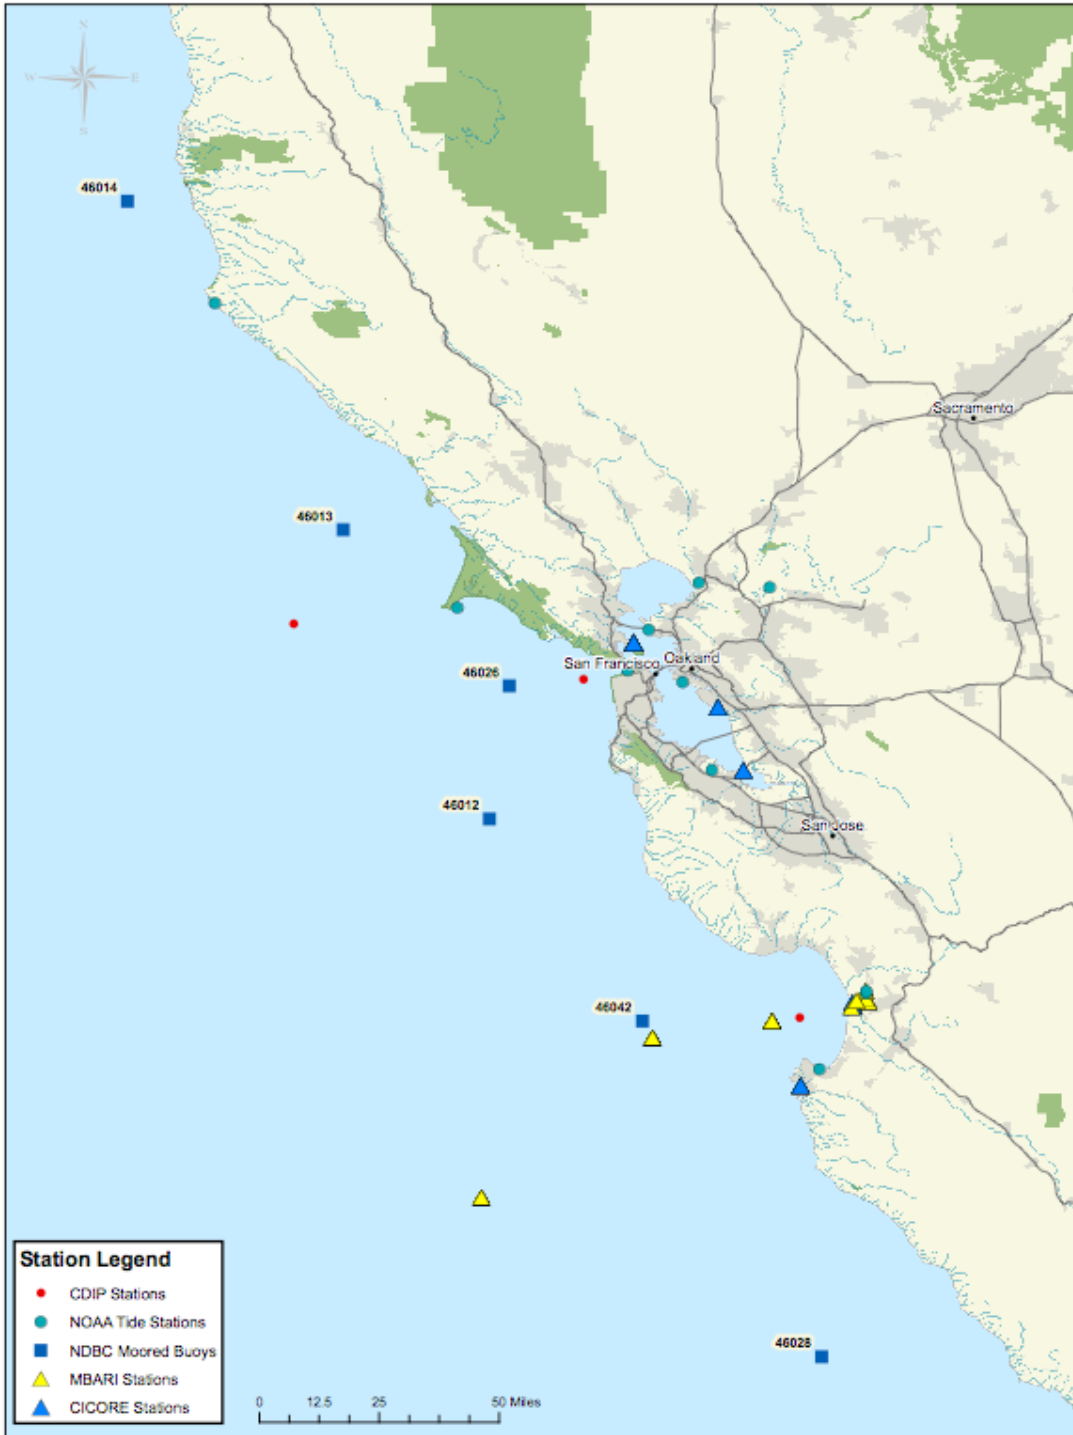 N
W E
S
46014
Sacramento
46013
San Francisco
Oakland
46026
46012
San Jose
46042
46028
Station Legend
CDIP Stations
NOAA Tide Stations
NDBC Moored Buoys
MBARI Stations
CICORE Stations
0 12.5 25 50 Miles